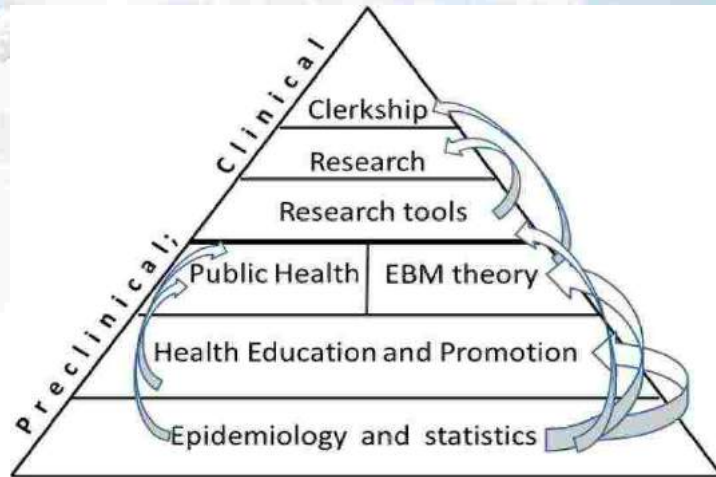 Preclinical; Clinical
Clerkship
Research
Research tools
Public Health
EBM theory
Health Education and Promotion
Epidemiology and statistics